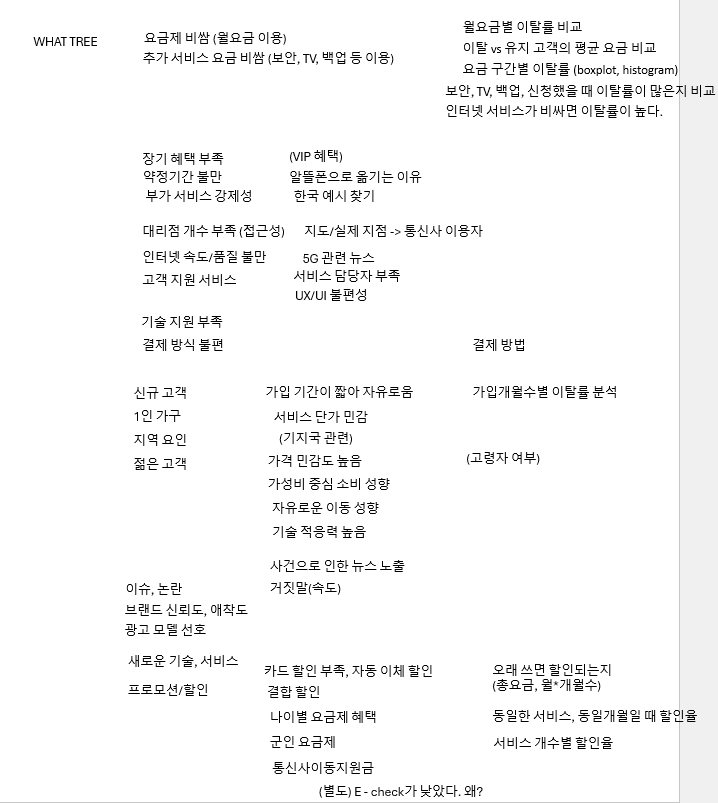 WHAT TREE
요금제 비쌈 (월요금 이용)
추가 서비스 요금 비쌈 (보안, TV, 백업 등 이용)
월요금별 이탈률 비교
이탈 vs 유지 고객의 평균 요금 비교
요금 구간별 이탈률 (boxplot, histogram)
보안, TV, 백업, 신청했을 때 이탈률이 많은지 비교
인터넷 서비스가 비싸면 이탈률이 높다.
장기 혜택 부족
(VIP 혜택)
약정기간 불만
알뜰폰으로 옮기는 이유
부가 서비스 강제성
한국 예시 찾기
대리점 개수 부족 (접근성)
지도/실제 지점 -> 통신사 이용자
인터넷 속도/품질 불만
5G 관련 뉴스
고객 지원 서비스
서비스 담당자 부족
UX/UI 불편성
기술 지원 부족
결제 방식 불편
결제 방법
신규 고객
가입 기간이 짧아 자유로움
가입개월수별 이탈률 분석
1인 가구
서비스 단가 민감
지역 요인
(기지국 관련)
젊은 고객
가격 민감도 높음
(고령자 여부)
가성비 중심 소비 성향
자유로운 이동 성향
기술 적응력 높음
사건으로 인한 뉴스 노출
이슈, 논란
거짓말(속도)
브랜드 신뢰도, 애착도
광고 모델 선호
새로운 기술, 서비스
카드 할인 부족, 자동 이체 할인
오래 쓰면 할인되는지
(총요금, 월*개월수)
프로모션/할인
결합 할인
나이별 요금제 혜택
동일한 서비스, 동일개월일 때 할인율
군인 요금제
서비스 개수별 할인율
통신사이동지원금
(별도) E - check가 낮았다. 왜?